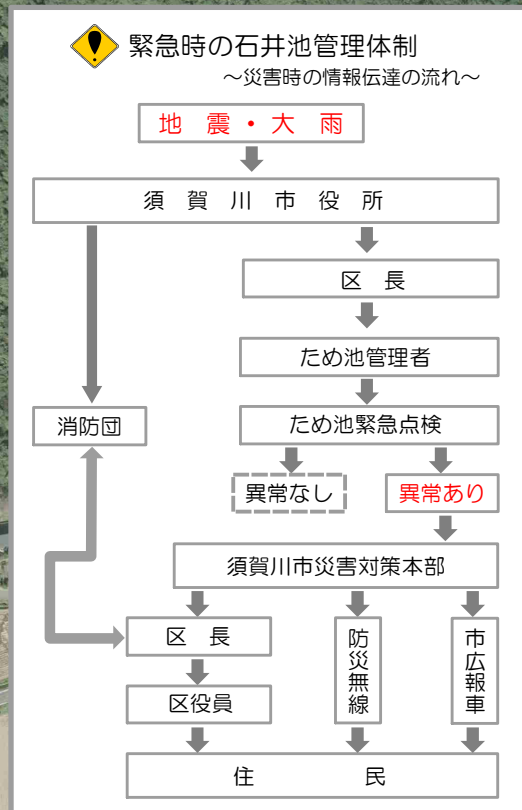 緊急時の石井池管理体制
～災害時の情報伝達の流れ～
地 震 ・ 大 雨
須 賀 川 市 役 所
区 長
ため池管理者
消防団
ため池緊急点検
異常なし
異常あり
須賀川市災害対策本部
区 長
防災無線
市広報車
区役員
住 民